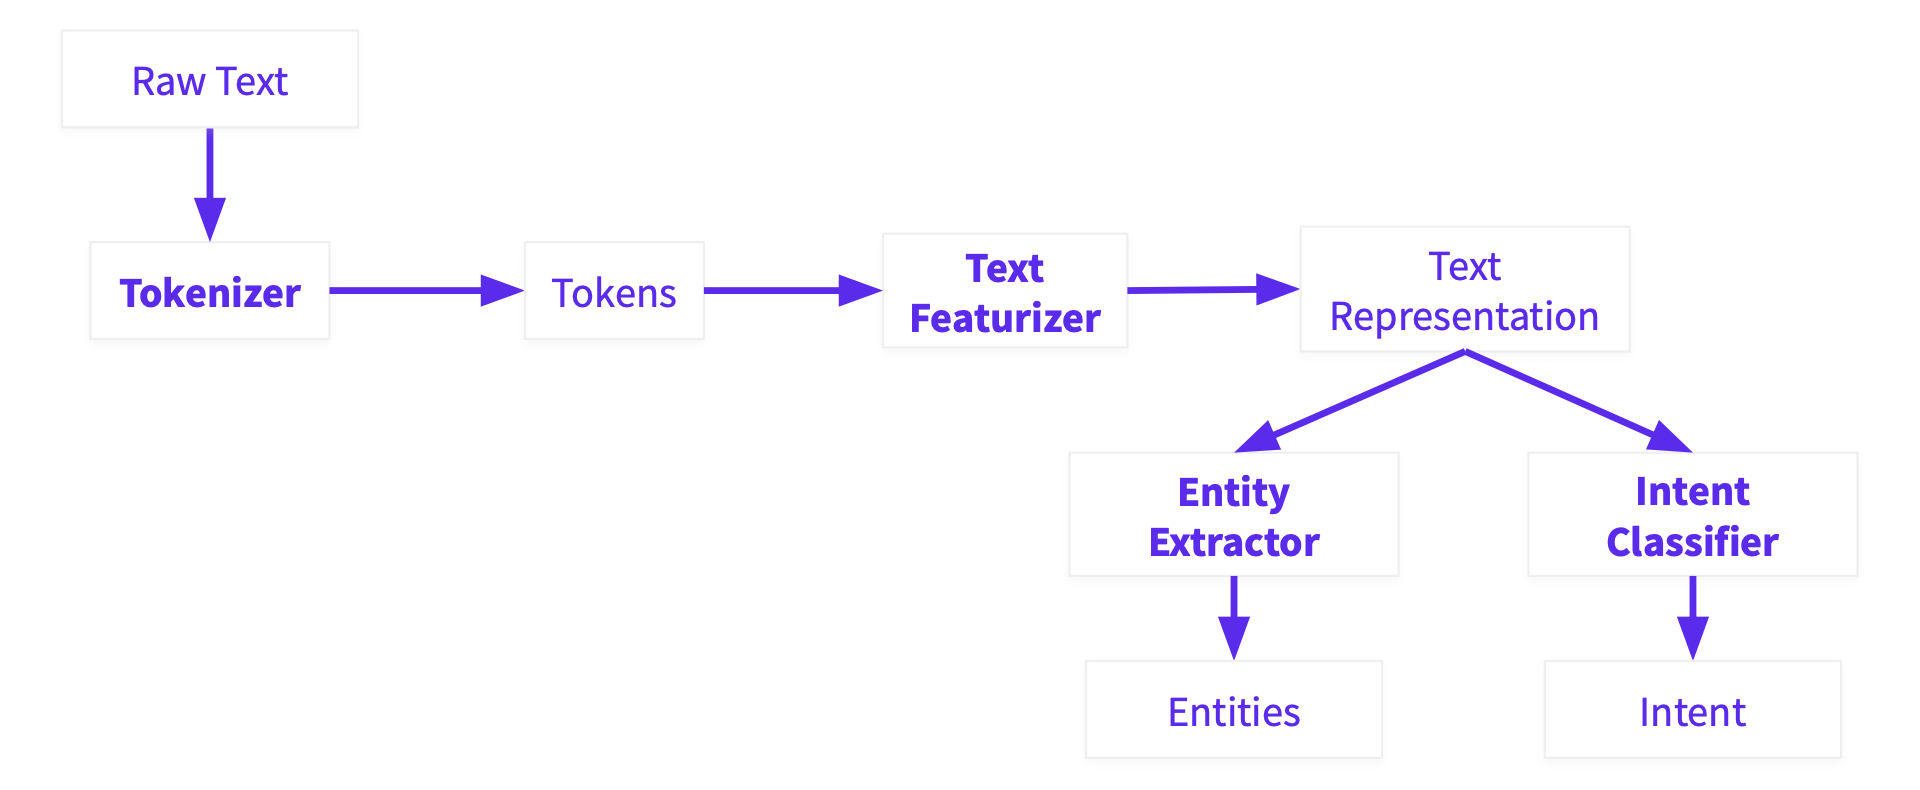 Raw Text
Tokenizer
Tokens
Text
Featurizer
Text
Representation
Entity
Extractor
Intent
Classifier
Entities
Intent